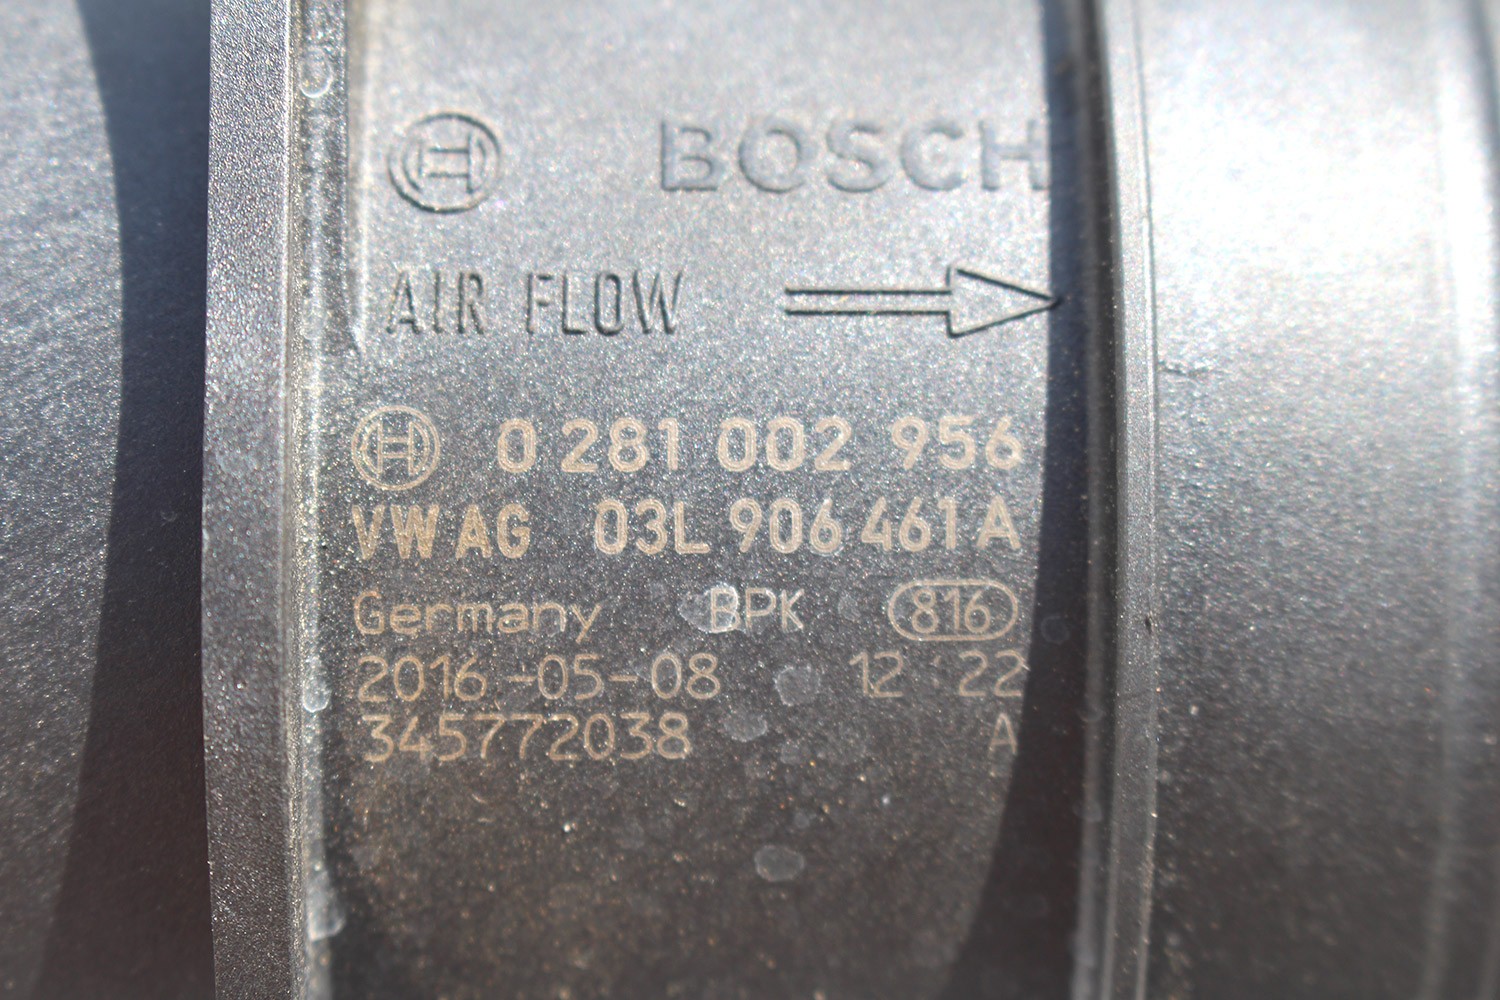 BOSCH
AIR FLOW
0 281 002 956
VW AG 03L 906 461 A
Germany BPK 816
2016-05-08 12:22
345772038 A